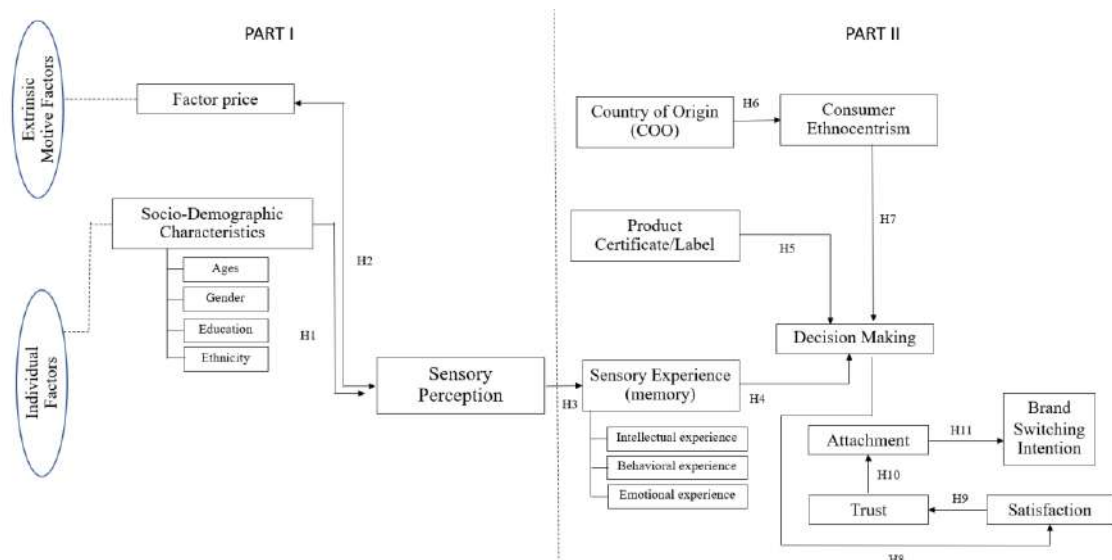 PART I
Extrinsic
Motive Factors
Factor price
Socio-Demographic
Characteristics
Ages
Gender
Education
Ethnicity
Individual
Factors
H1
H2
Sensory
Perception
H3
PART II
Country of Origin
(COO)
H6
Consumer
Ethnocentrism
H7
Product
Certificate/Label
H5
Decision Making
Sensory Experience
(memory)
H4
Intellectual experience
Behavioral experience
Emotional experience
Attachment
H11
Brand
Switching
Intention
H10
Trust
H9
Satisfaction
H8